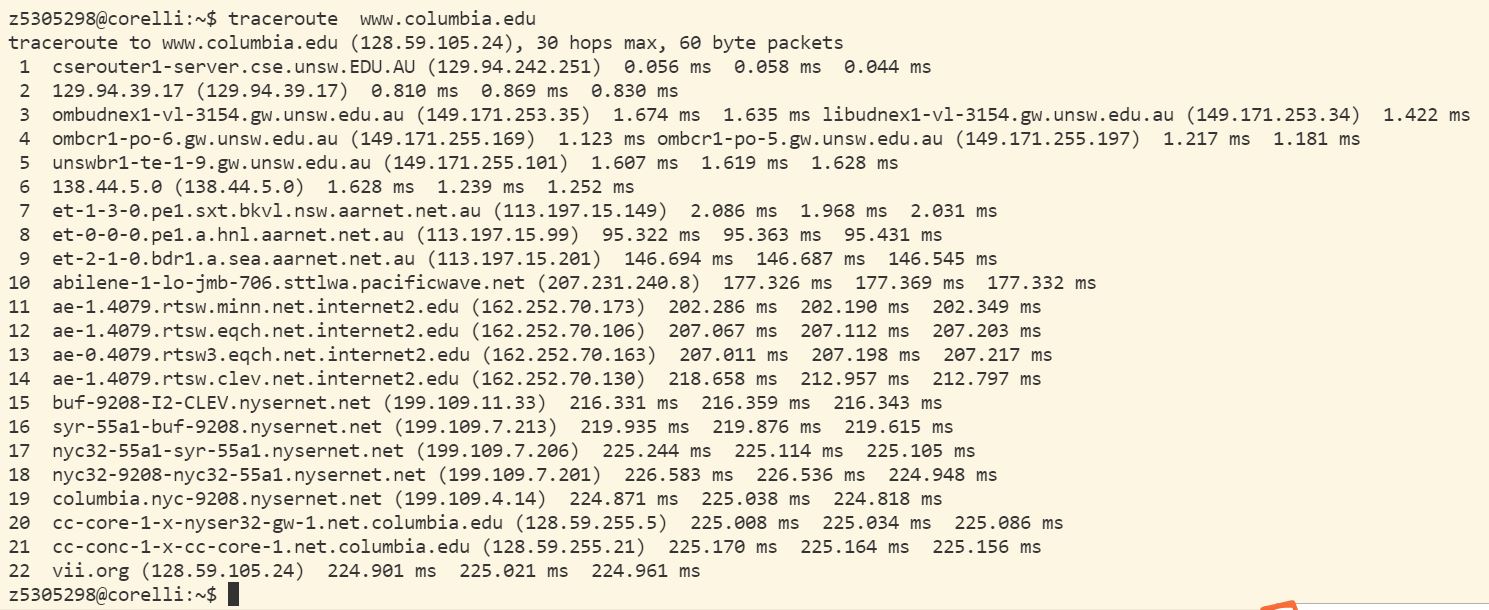 z5305298@corelli:~$ traceroute  www.columbia.edu
traceroute to www.columbia.edu (128.59.105.24), 30 hops max, 60 byte packets
 1  cserouter1-server.cse.unsw.EDU.AU (129.94.242.251)  0.056 ms  0.058 ms  0.044 ms
 2  129.94.39.17 (129.94.39.17)  0.810 ms  0.869 ms  0.830 ms
 3  ombudnex1-vl-3154.gw.unsw.edu.au (149.171.253.35)  1.674 ms  1.635 ms libudnex1-vl-3154.gw.unsw.edu.au (149.171.253.34)  1.422 ms
 4  ombcr1-po-6.gw.unsw.edu.au (149.171.255.169)  1.123 ms ombcr1-po-5.gw.unsw.edu.au (149.171.255.197)  1.217 ms  1.181 ms
 5  unswbr1-te-1-9.gw.unsw.edu.au (149.171.255.101)  1.607 ms  1.619 ms  1.628 ms
 6  138.44.5.0 (138.44.5.0)  1.628 ms  1.239 ms  1.252 ms
 7  et-1-3-0.pe1.sxt.bkvl.nsw.aarnet.net.au (113.197.15.149)  2.086 ms  1.968 ms  2.031 ms
 8  et-0-0-0.pe1.a.hnl.aarnet.net.au (113.197.15.99)  95.322 ms  95.363 ms  95.431 ms
 9  et-2-1-0.bdr1.a.sea.aarnet.net.au (113.197.15.201)  146.694 ms  146.687 ms  146.545 ms
10  abilene-1-lo-jmb-706.sttlwa.pacificwave.net (207.231.240.8)  177.326 ms  177.369 ms  177.332 ms
11  ae-1.4079.rtsw.minn.net.internet2.edu (162.252.70.173)  202.286 ms  202.190 ms  202.349 ms
12  ae-1.4079.rtsw.eqch.net.internet2.edu (162.252.70.106)  207.067 ms  207.112 ms  207.203 ms
13  ae-0.4079.rtsw3.eqch.net.internet2.edu (162.252.70.163)  207.011 ms  207.198 ms  207.217 ms
14  ae-1.4079.rtsw.clev.net.internet2.edu (162.252.70.130)  218.658 ms  212.957 ms  212.797 ms
15  buf-9208-I2-CLEV.nysernet.net (199.109.11.33)  216.331 ms  216.359 ms  216.343 ms
16  syr-55a1-buf-9208.nysernet.net (199.109.7.213)  219.935 ms  219.876 ms  219.615 ms
17  nyc32-55a1-syr-55a1.nysernet.net (199.109.7.206)  225.244 ms  225.114 ms  225.105 ms
18  nyc32-9208-nyc32-55a1.nysernet.net (199.109.7.201)  226.583 ms  226.536 ms  224.948 ms
19  columbia.nyc-9208.nysernet.net (199.109.4.14)  224.871 ms  225.038 ms  224.818 ms
20  cc-core-1-x-nyser32-gw-1.net.columbia.edu (128.59.255.5)  225.008 ms  225.034 ms  225.086 ms
21  cc-conc-1-x-cc-core-1.net.columbia.edu (128.59.255.21)  225.170 ms  225.164 ms  225.156 ms
22  vii.org (128.59.105.24)  224.901 ms  225.021 ms  224.961 ms
z5305298@corelli:~$